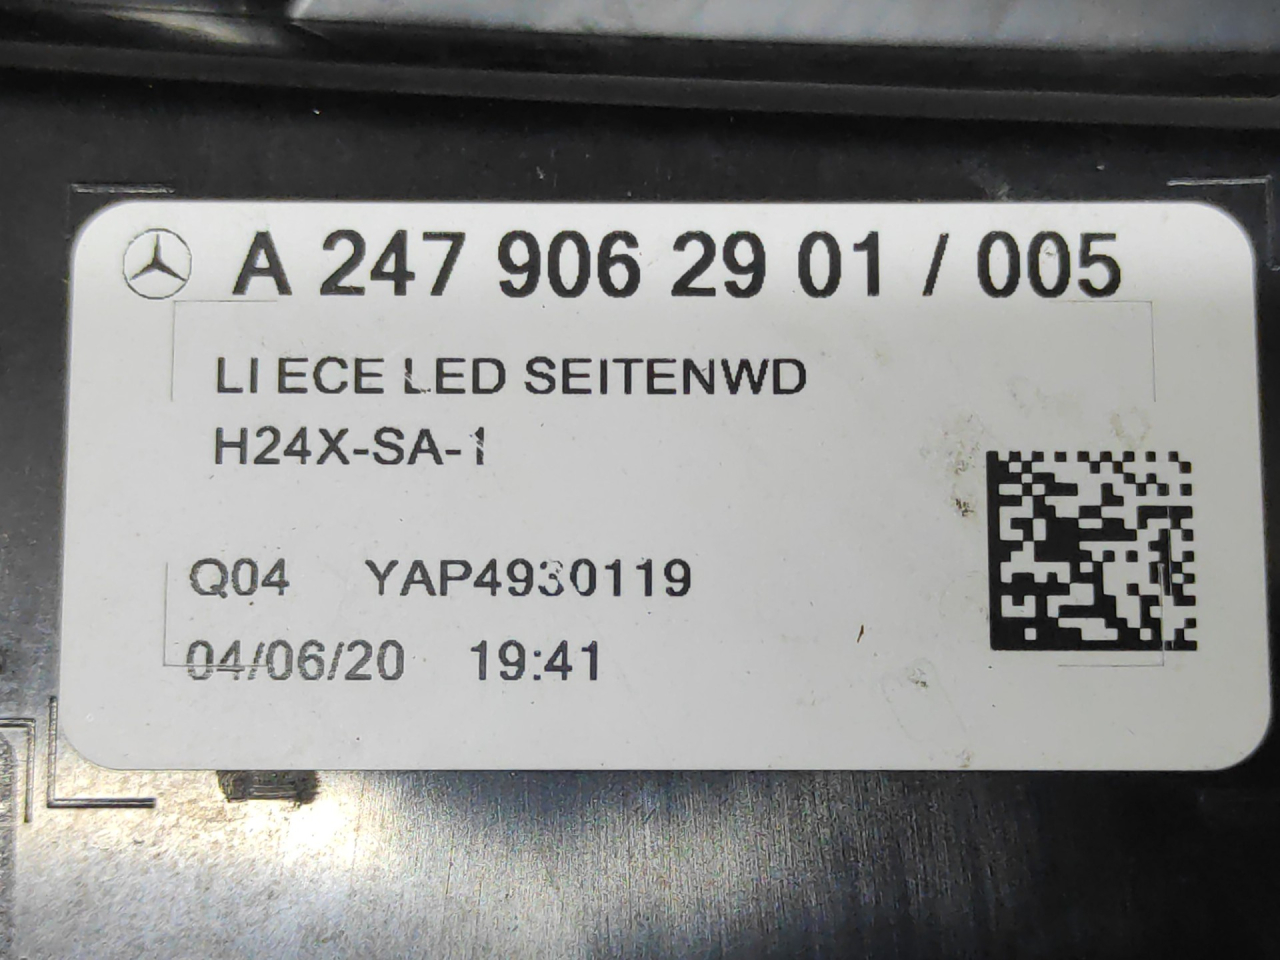 A 247 906 29 01 / 005
LI ECE LED SEITENWD
H24X-SA-1
Q04 YAP4930119
04/06/20 19:41